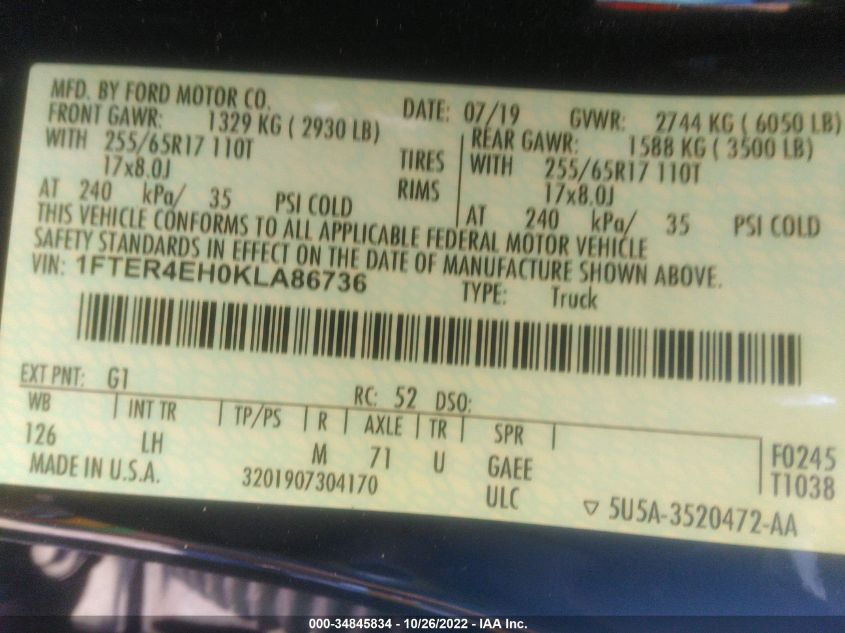 MFD. BY FORD MOTOR CO. DATE: 07/19 GVWR: 2744 KG ( 6050 LB)
FRONT GAWR: 1329 KG ( 2930 LB) REAR GAWR: 1588 KG ( 3500 LB)
WITH 255/65R17 110T TIRES WITH 255/65R17 110T
17x8.0J RIMS 17x8.0J
AT 240 kPa/ 35 PSI COLD AT 240 kPa/ 35 PSI COLD
THIS VEHICLE CONFORMS TO ALL APPLICABLE FEDERAL MOTOR VEHICLE
SAFETY STANDARDS IN EFFECT ON THE DATE OF MANUFACTURE SHOWN ABOVE.
VIN: 1FTER4EH0KLA86736 TYPE: Truck
EXT PNT: G1 RC: 52 DSO:
WB INT TR TP/PS R AXLE TR SPR
126 LH M 71 U GAEE F0245
MADE IN U.S.A. 3201907304170 ULC T1038
▽ 5U5A-3520472-AA
000-34845834 - 10/26/2022 - IAA Inc.